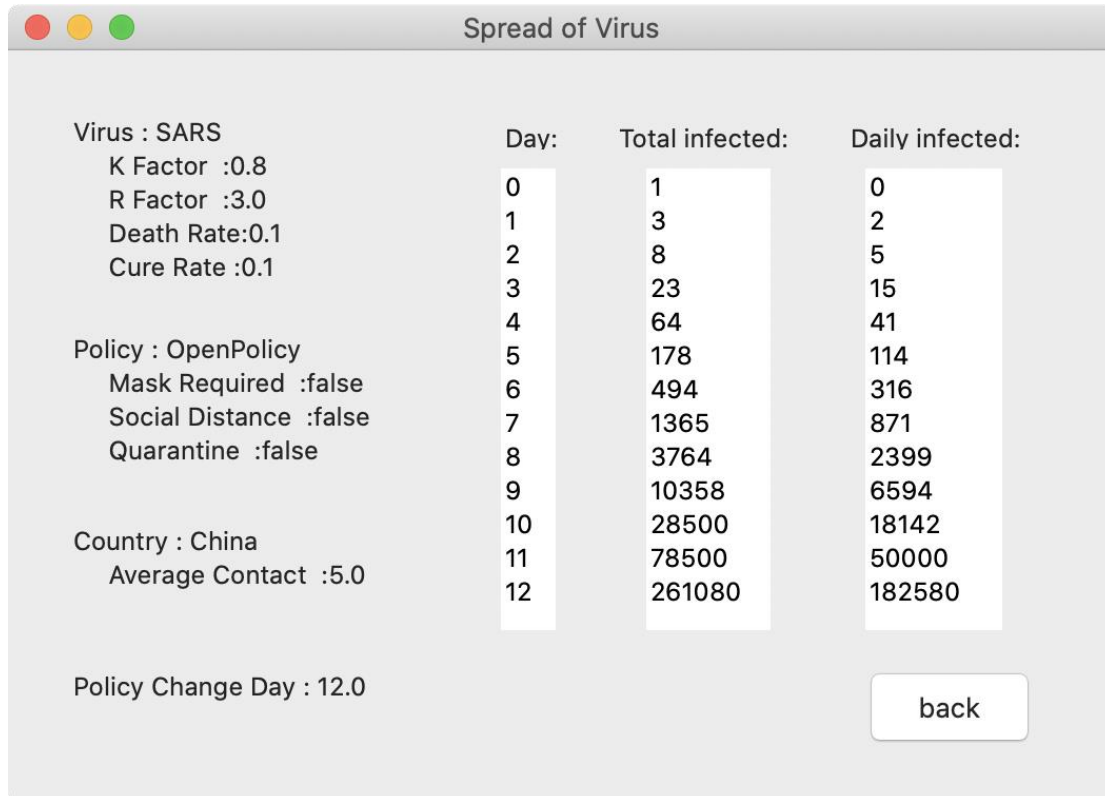 Spread of Virus
Virus : SARS
K Factor :0.8
R Factor :3.0
Death Rate:0.1
Cure Rate :0.1
Policy : OpenPolicy
Mask Required :false
Social Distance :false
Quarantine :false
Country : China
Average Contact :5.0
Policy Change Day : 12.0
Day: Total infected: Daily infected:
0 1 0
1 3 2
2 8 5
3 23 15
4 64 41
5 178 114
6 494 316
7 1365 871
8 3764 2399
9 10358 6594
10 28500 18142
11 78500 50000
12 261080 182580
back